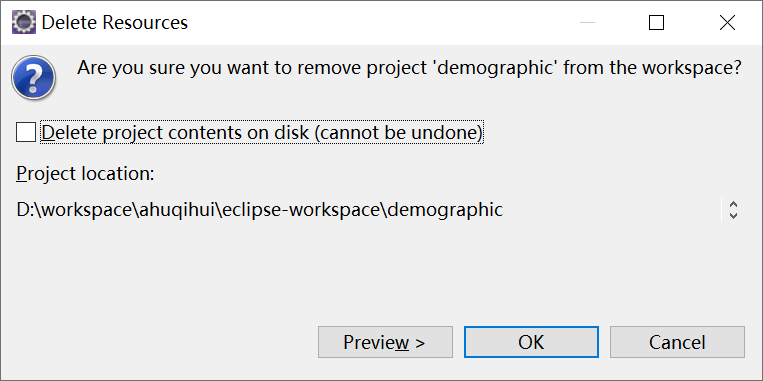 Delete Resources
Are you sure you want to remove project 'demographic' from the workspace?
Delete project contents on disk (cannot be undone)
Project location:
D:\workspace\ahuqihui\eclipse-workspace\demographic
Preview >
OK
Cancel